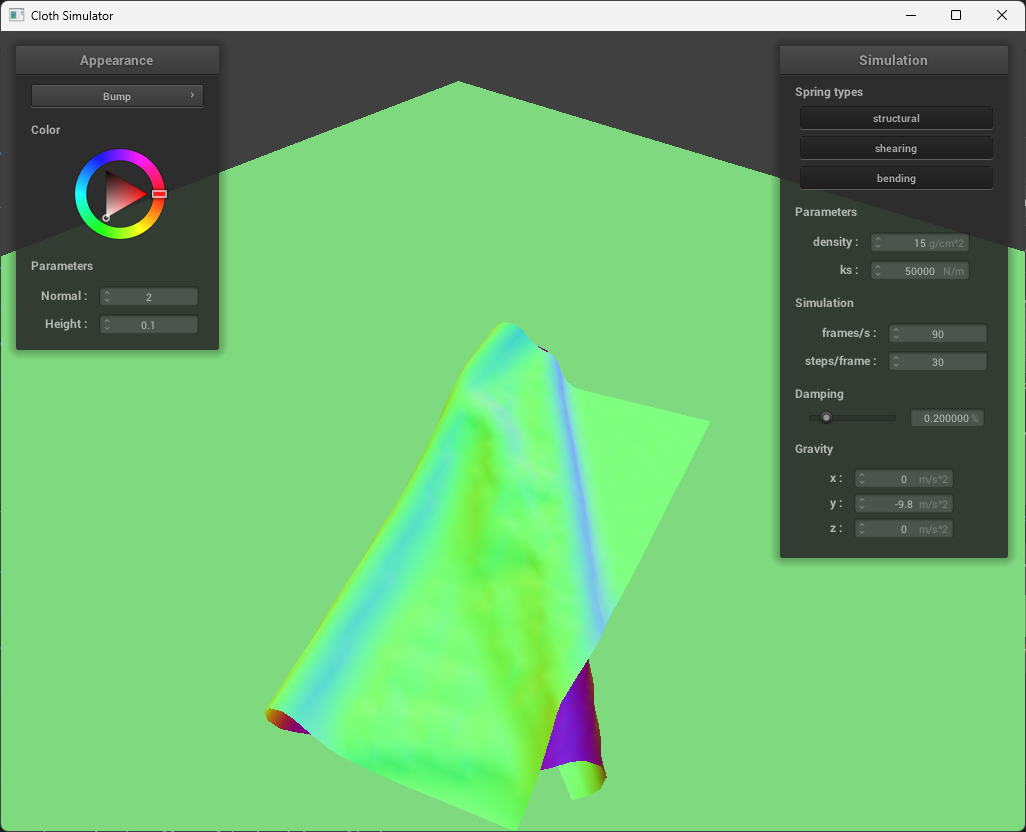 Cloth Simulator
Appearance
Bump
Color
Parameters
Normal : 2
Height : 0.1
Simulation
Spring types
structural
shearing
bending
Parameters
density : 15 g/cm^2
ks : 50000 N/m
Simulation
frames/s : 90
steps/frame : 30
Damping
0.200000 %
Gravity
x : 0 m/s^2
y : -9.8 m/s^2
z : 0 m/s^2